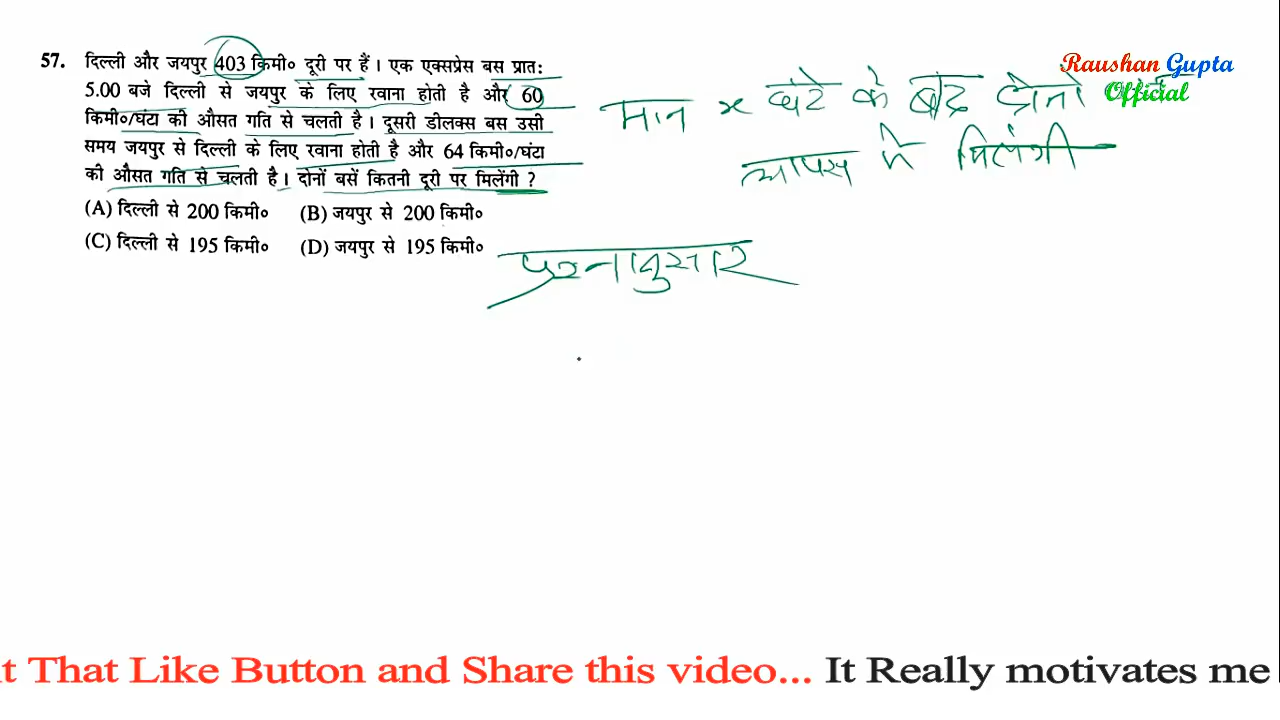 57. दिल्ली और जयपुर 403 किमी० दूरी पर हैं। एक एक्सप्रेस बस प्रात:
5.00 बजे दिल्ली से जयपुर के लिए रवाना होती है और 60
किमी०/घंटा की औसत गति से चलती है। दूसरी डीलक्स बस उसी
समय जयपुर से दिल्ली के लिए रवाना होती है और 64 किमी०/घंटा
की औसत गति से चलती है। दोनों बसें कितनी दूरी पर मिलेंगी ?
(A) दिल्ली से 200 किमी० (B) जयपुर से 200 किमी०
(C) दिल्ली से 195 किमी० (D) जयपुर से 195 किमी०
Raushan Gupta
Official
मान x घंटे के बाद दोनो
आपस मे मिलेगी
प्रश्नानुसार
t That Like Button and Share this video... It Really motivates me